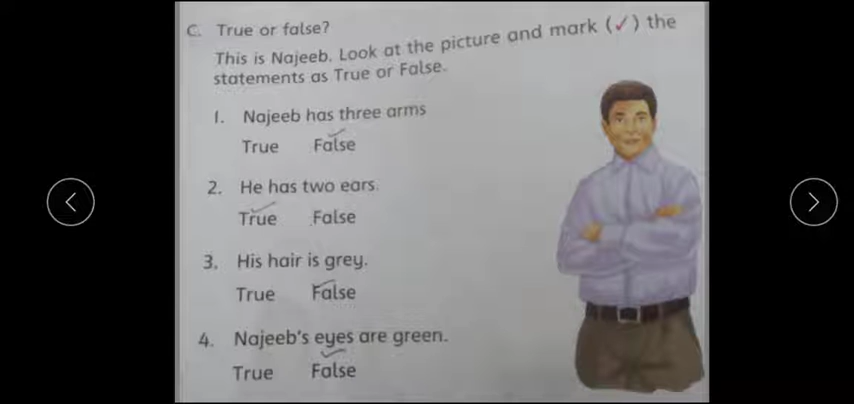 C. True or false?
This is Najeeb. Look at the picture and mark (✓) the
statements as True or False.
1. Najeeb has three arms
True False
2. He has two ears.
True False
3. His hair is grey.
True False
4. Najeeb's eyes are green.
True False